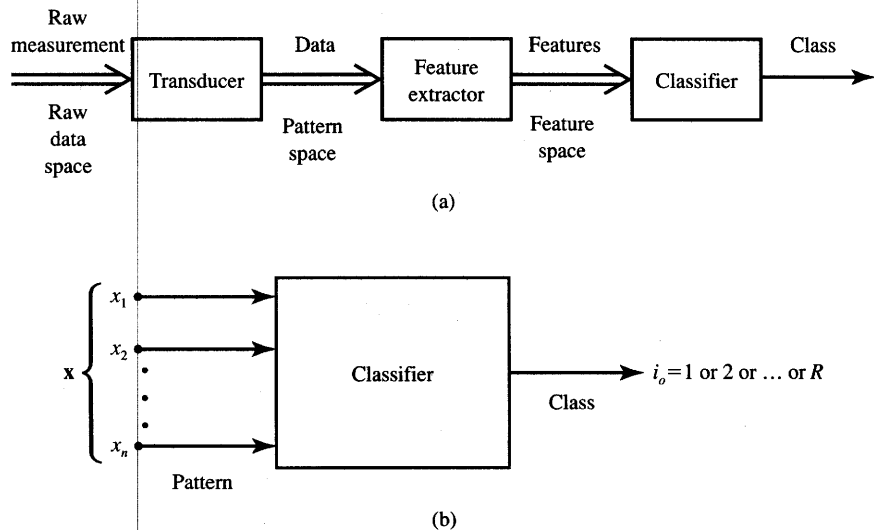 Raw
measurement
Data
Features
Class
Transducer
Feature
extractor
Classifier
Raw
data
space
Pattern
space
Feature
space
(a)
x₁
x₂
x
xₙ
Classifier
Class
iₒ=1 or 2 or ... or R
Pattern
(b)